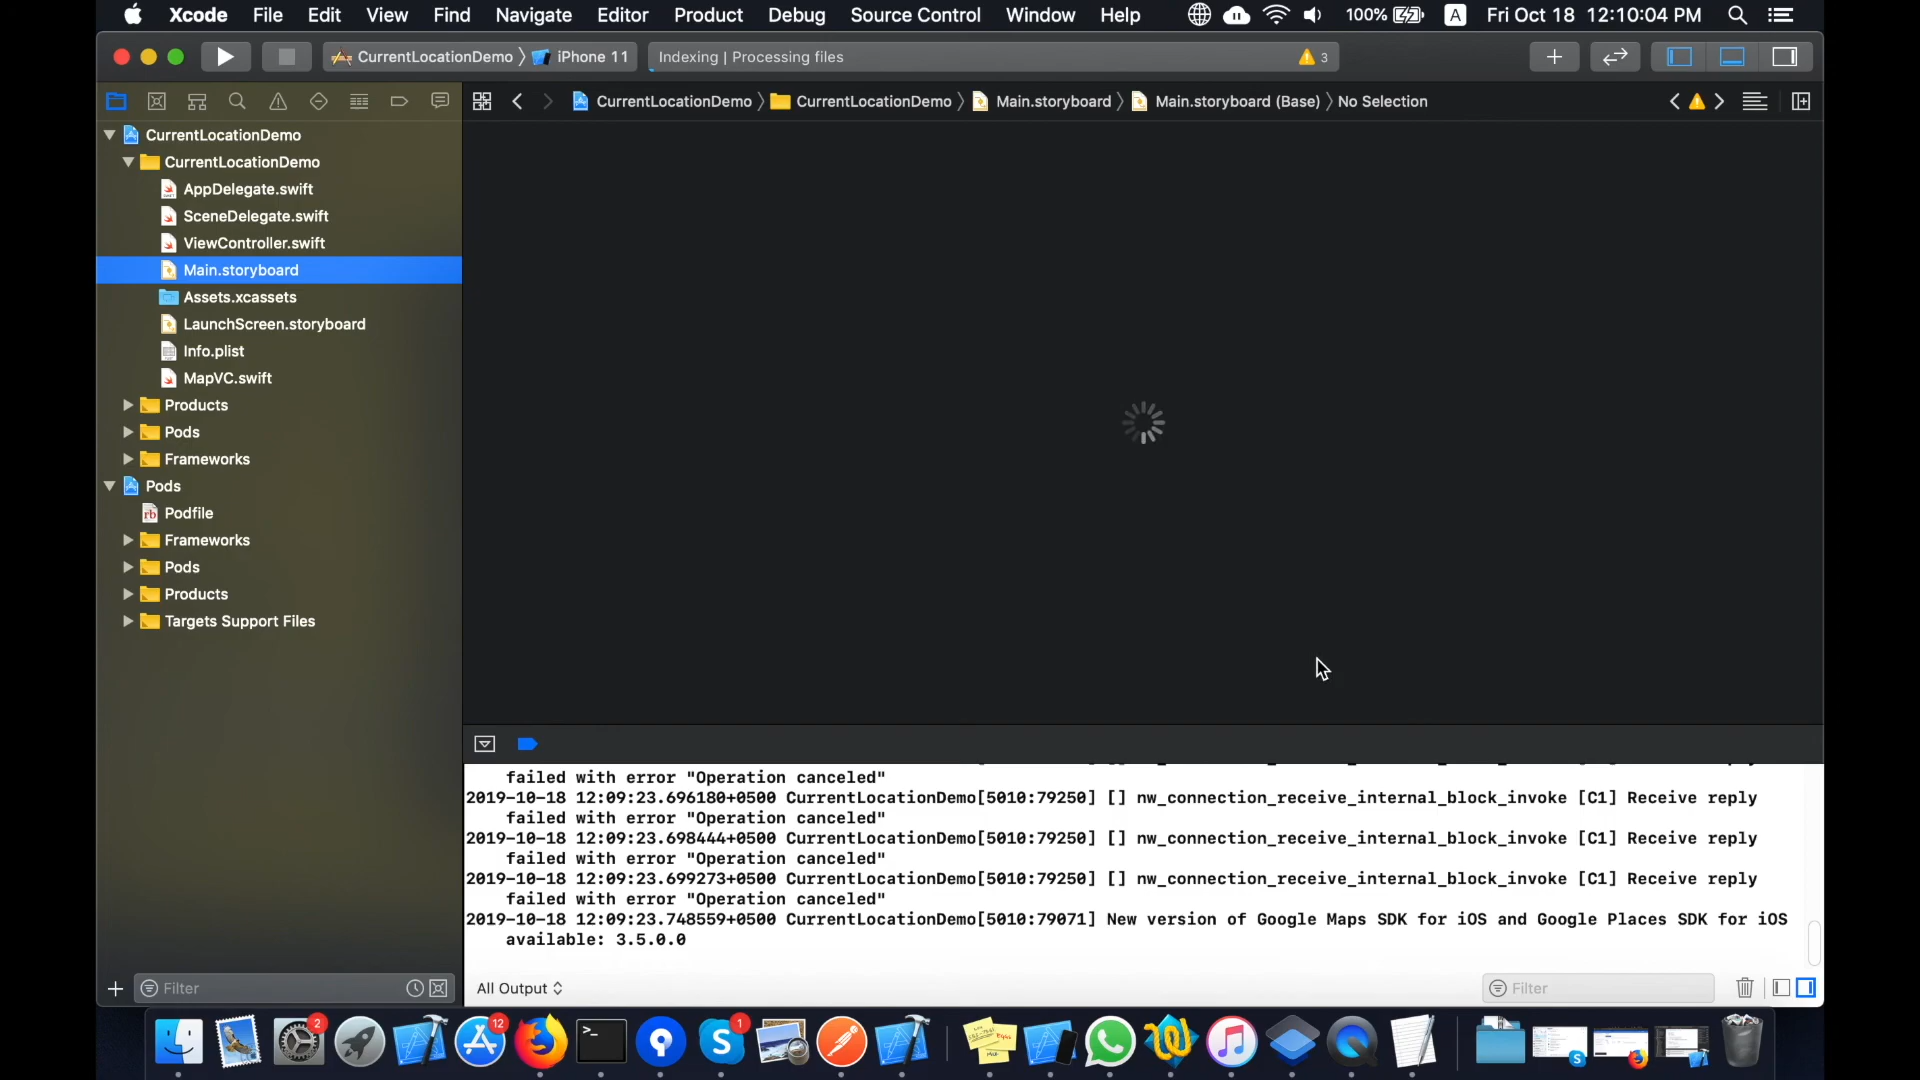 Xcode File Edit View Find Navigate Editor Product Debug Source Control Window Help 100% A Fri Oct 18 12:10:04 PM
CurrentLocationDemo iPhone 11 Indexing | Processing files 3
CurrentLocationDemo CurrentLocationDemo Main.storyboard Main.storyboard (Base) No Selection
CurrentLocationDemo
CurrentLocationDemo
AppDelegate.swift
SceneDelegate.swift
ViewController.swift
Main.storyboard
Assets.xcassets
LaunchScreen.storyboard
Info.plist
MapVC.swift
Products
Pods
Frameworks
Pods
rb Podfile
Frameworks
Pods
Products
Targets Support Files
failed with error "Operation canceled"
2019-10-18 12:09:23.696180+0500 CurrentLocationDemo[5010:79250] [] nw_connection_receive_internal_block_invoke [C1] Receive reply
failed with error "Operation canceled"
2019-10-18 12:09:23.698444+0500 CurrentLocationDemo[5010:79250] [] nw_connection_receive_internal_block_invoke [C1] Receive reply
failed with error "Operation canceled"
2019-10-18 12:09:23.699273+0500 CurrentLocationDemo[5010:79250] [] nw_connection_receive_internal_block_invoke [C1] Receive reply
failed with error "Operation canceled"
2019-10-18 12:09:23.748559+0500 CurrentLocationDemo[5010:79071] New version of Google Maps SDK for iOS and Google Places SDK for iOS
available: 3.5.0.0
Filter All Output Filter
2 12 1